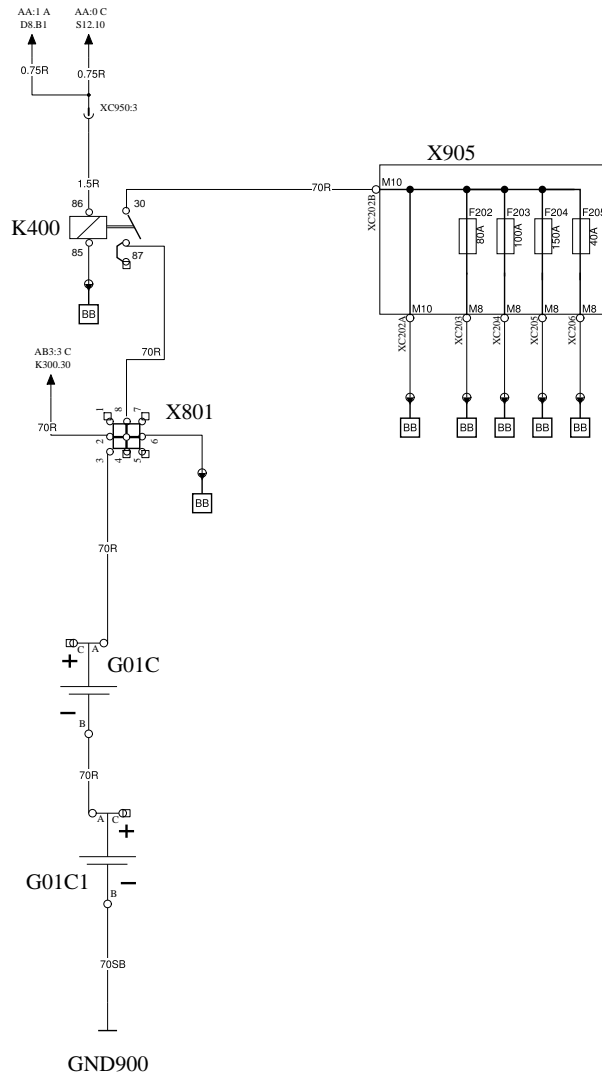 AA:1 A
D8.B1
AA:0 C
S12.10
0.75R
0.75R
XC950:3
1.5R
86
30
K400
85
87
BB
70R
X905
M10
XC202B
F202
80A
F203
100A
F204
150A
F205
40A
M10
M8
M8
M8
M8
XC202A
XC203
XC204
XC205
XC206
BB
BB
BB
BB
BB
AB3:3 C
K300.30
70R
70R
X801
1
8
7
2
6
3
4
5
BB
70R
C
A
+
G01C
−
B
70R
A
C
+
G01C1
−
B
70SB
GND900